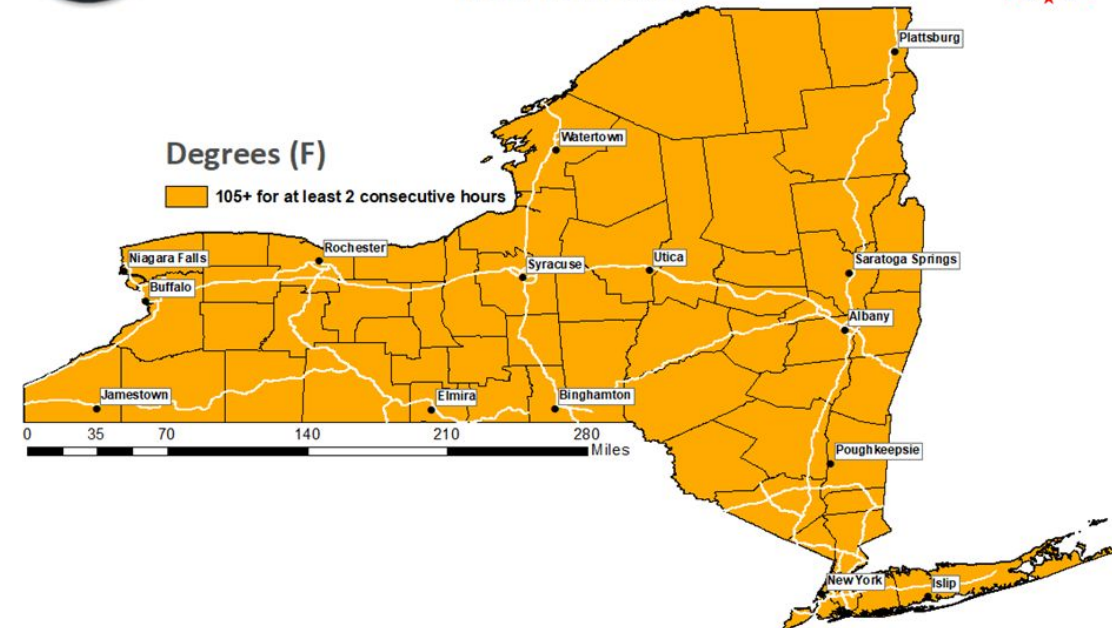 Plattsburg
Watertown
Degrees (F)
105+ for at least 2 consecutive hours
Rochester
Niagara Falls
Syracuse
Utica
Saratoga Springs
Buffalo
Albany
Jamestown
Elmira
Binghamton
0 35 70 140 210 280
Miles
Poughkeepsie
New York
Islip